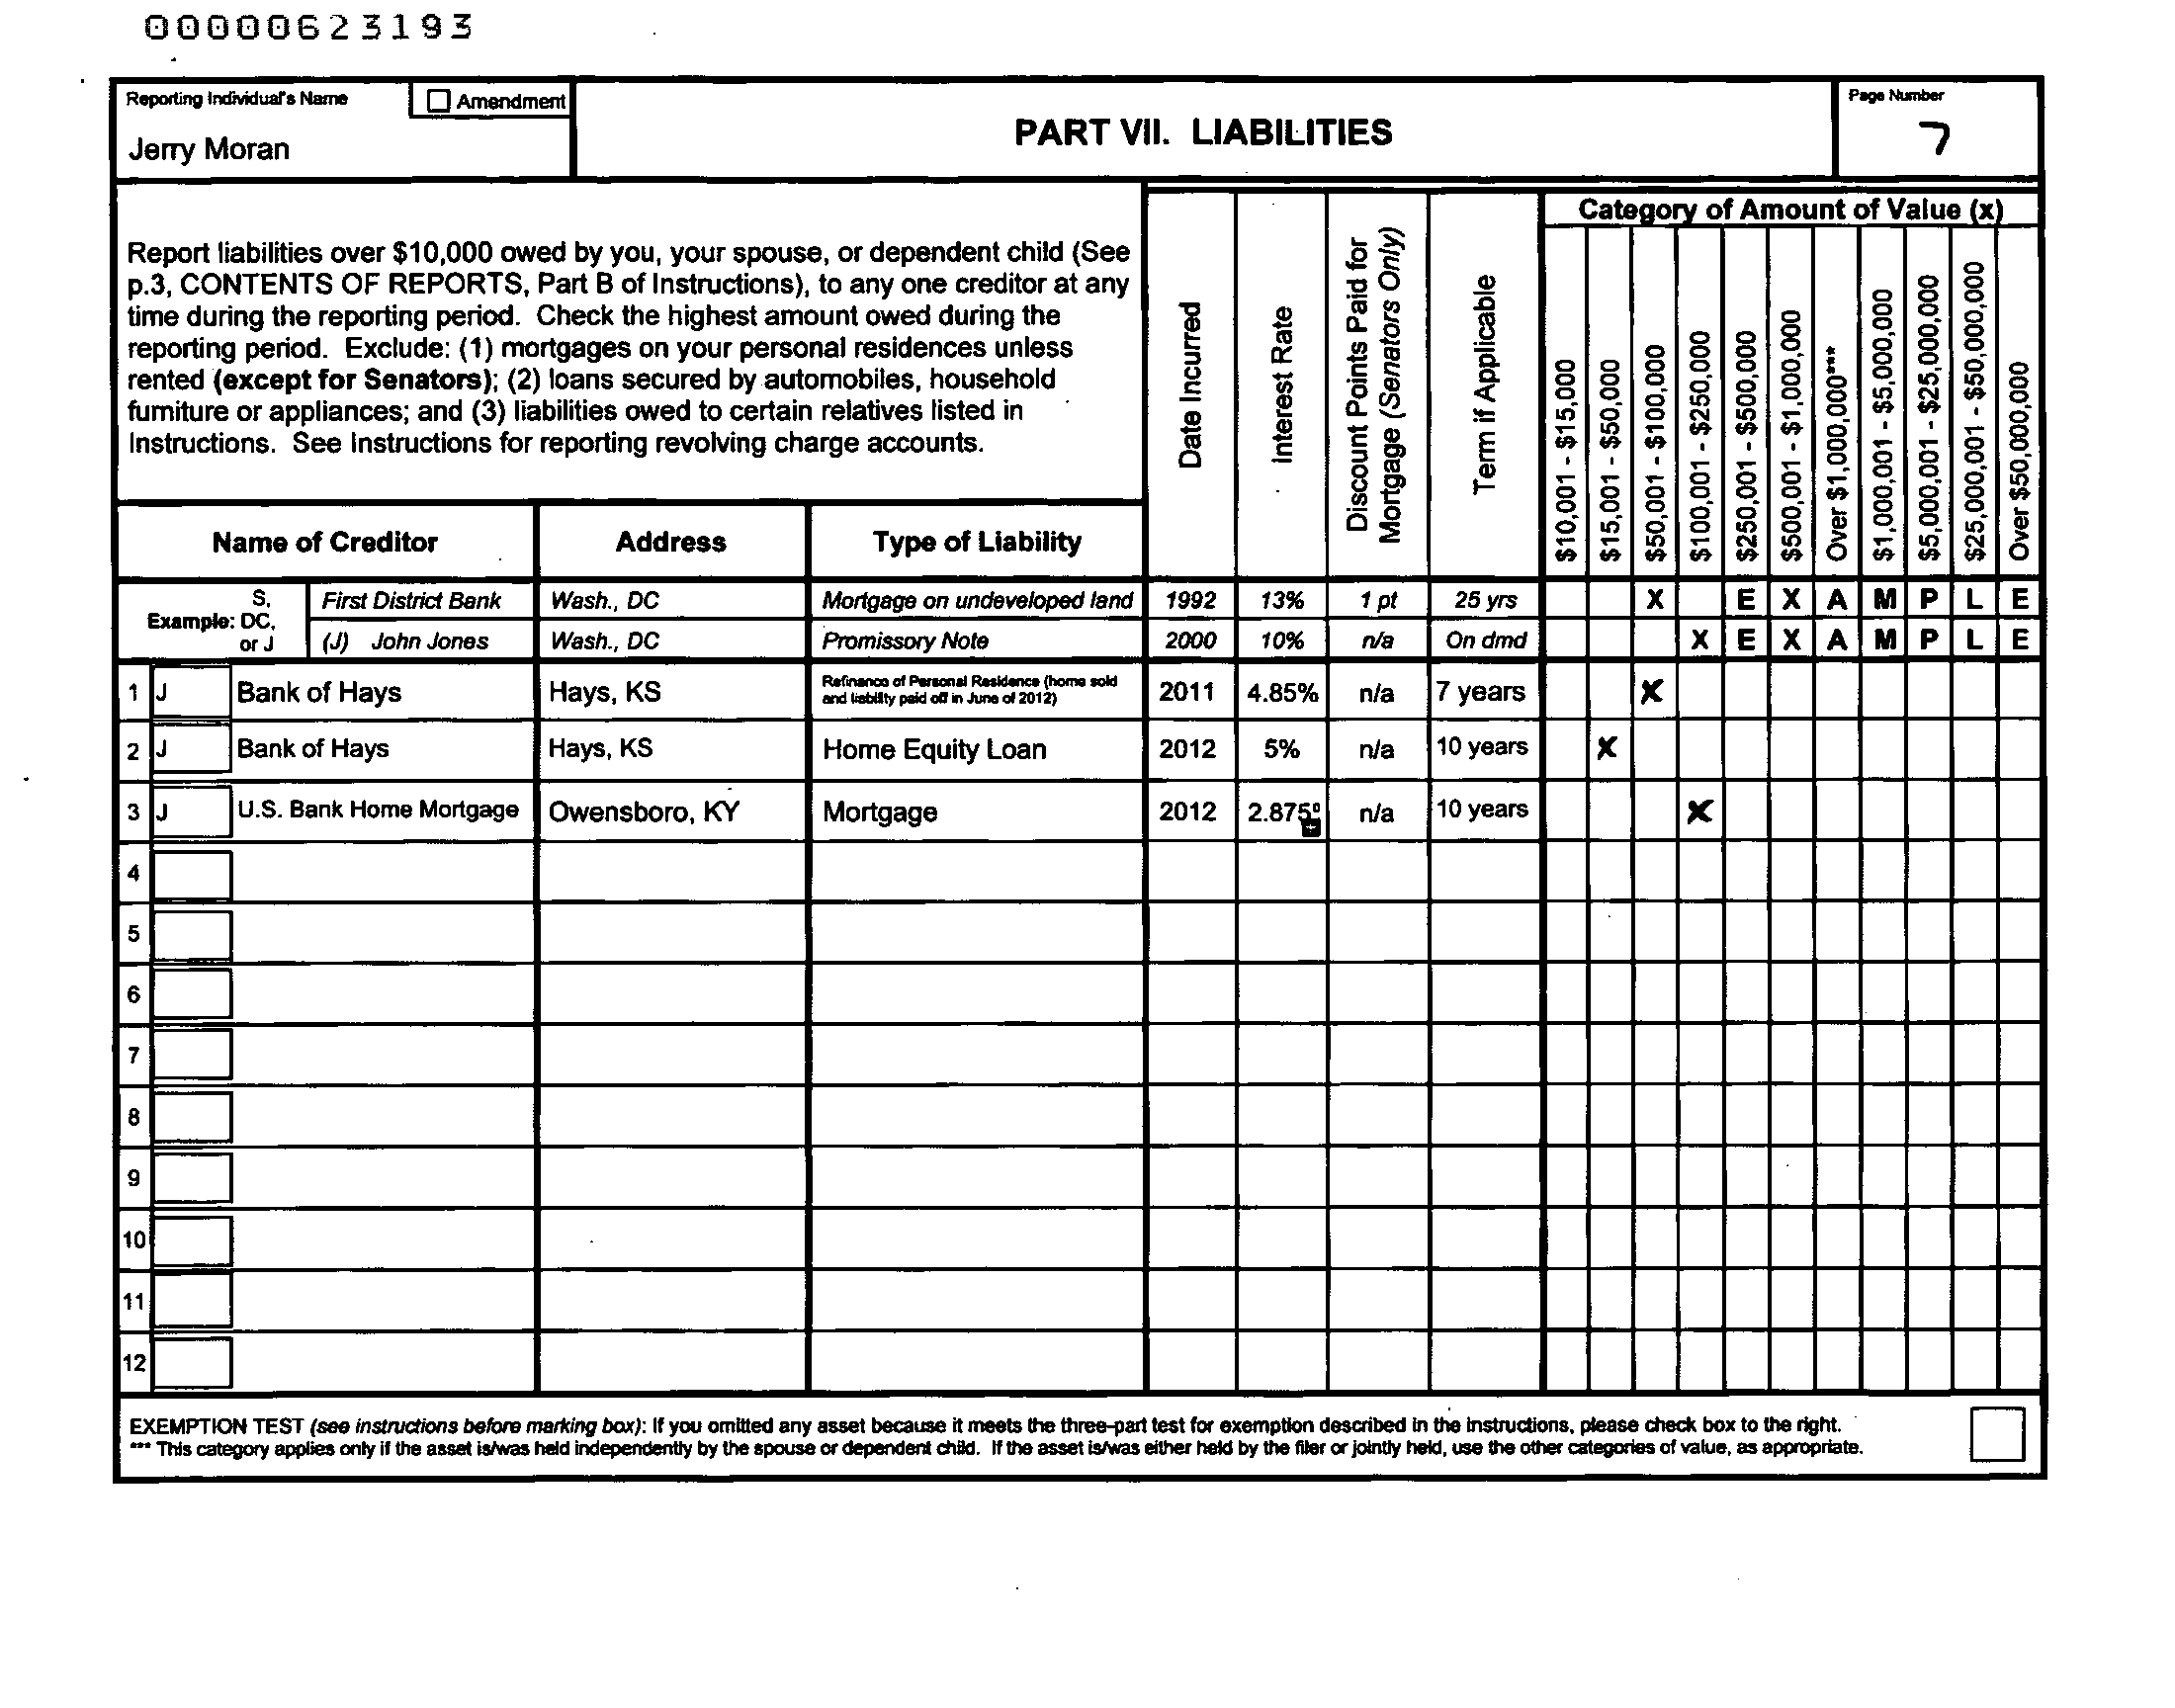 00000623193
Reporting Individual's Name
Amendment
Jerry Moran
PART VII. LIABILITIES
Page Number
7
Report liabilities over $10,000 owed by you, your spouse, or dependent child (See
p.3, CONTENTS OF REPORTS, Part B of Instructions), to any one creditor at any
time during the reporting period. Check the highest amount owed during the
reporting period. Exclude: (1) mortgages on your personal residences unless
rented (except for Senators); (2) loans secured by automobiles, household
furniture or appliances; and (3) liabilities owed to certain relatives listed in
Instructions. See Instructions for reporting revolving charge accounts.
Date Incurred
Interest Rate
Discount Points Paid for
Mortgage (Senators Only)
Term if Applicable
Category of Amount of Value (x)
$10,001 - $15,000
$15,001 - $50,000
$50,001 - $100,000
$100,001 - $250,000
$250,001 - $500,000
$500,001 - $1,000,000
Over $1,000,000***
$1,000,001 - $5,000,000
$5,000,001 - $25,000,000
$25,000,001 - $50,000,000
Over $50,000,000
Name of Creditor Address Type of Liability
Example: S, DC, or J
First District Bank Wash., DC Mortgage on undeveloped land 1992 13% 1 pt 25 yrs X E X A M P L E
(J) John Jones Wash., DC Promissory Note 2000 10% n/a On dmd X E X A M P L E
1 J Bank of Hays Hays, KS Refinance of Personal Residence (home sold
and liability paid off in June of 2012) 2011 4.85% n/a 7 years X
2 J Bank of Hays Hays, KS Home Equity Loan 2012 5% n/a 10 years X
3 J U.S. Bank Home Mortgage Owensboro, KY Mortgage 2012 2.875 n/a 10 years X
4
5
6
7
8
9
10
11
12
EXEMPTION TEST (see instructions before marking box): If you omitted any asset because it meets the three-part test for exemption described in the instructions, please check box to the right.
*** This category applies only if the asset is/was held independently by the spouse or dependent child. If the asset is/was either held by the filer or jointly held, use the other categories of value, as appropriate.